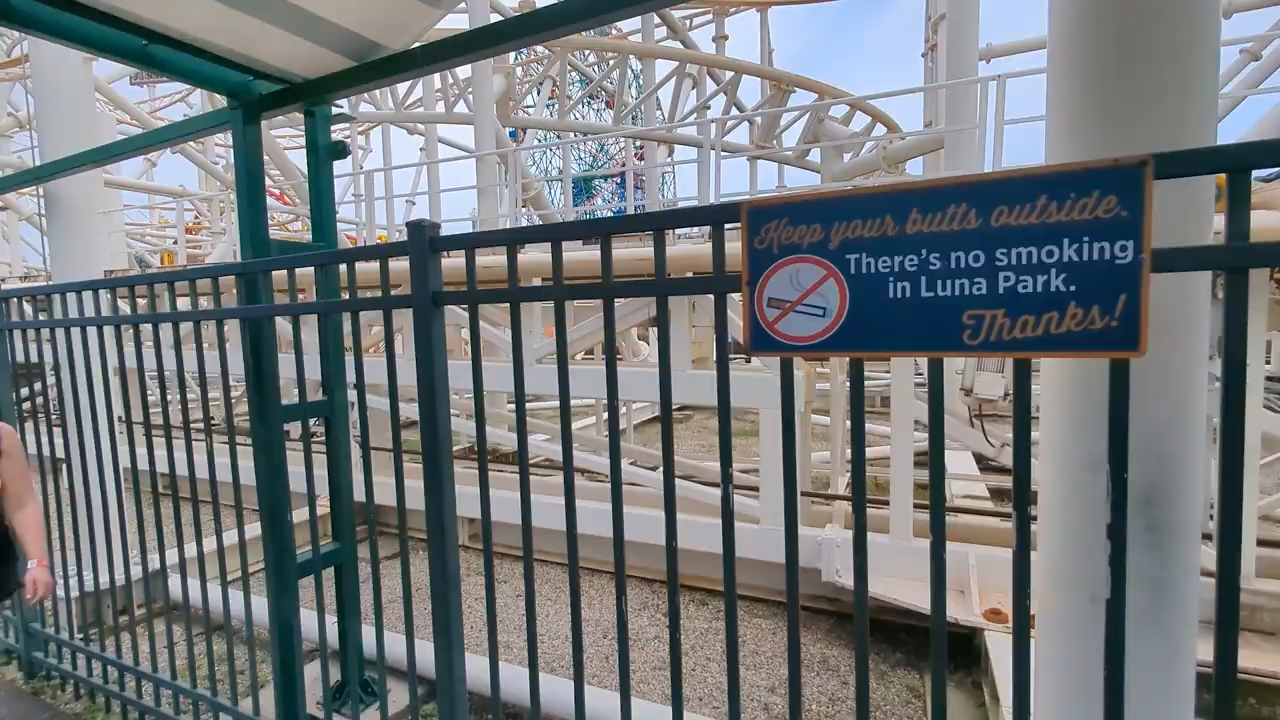 Keep your butts outside.
There's no smoking
in Luna Park.
Thanks!